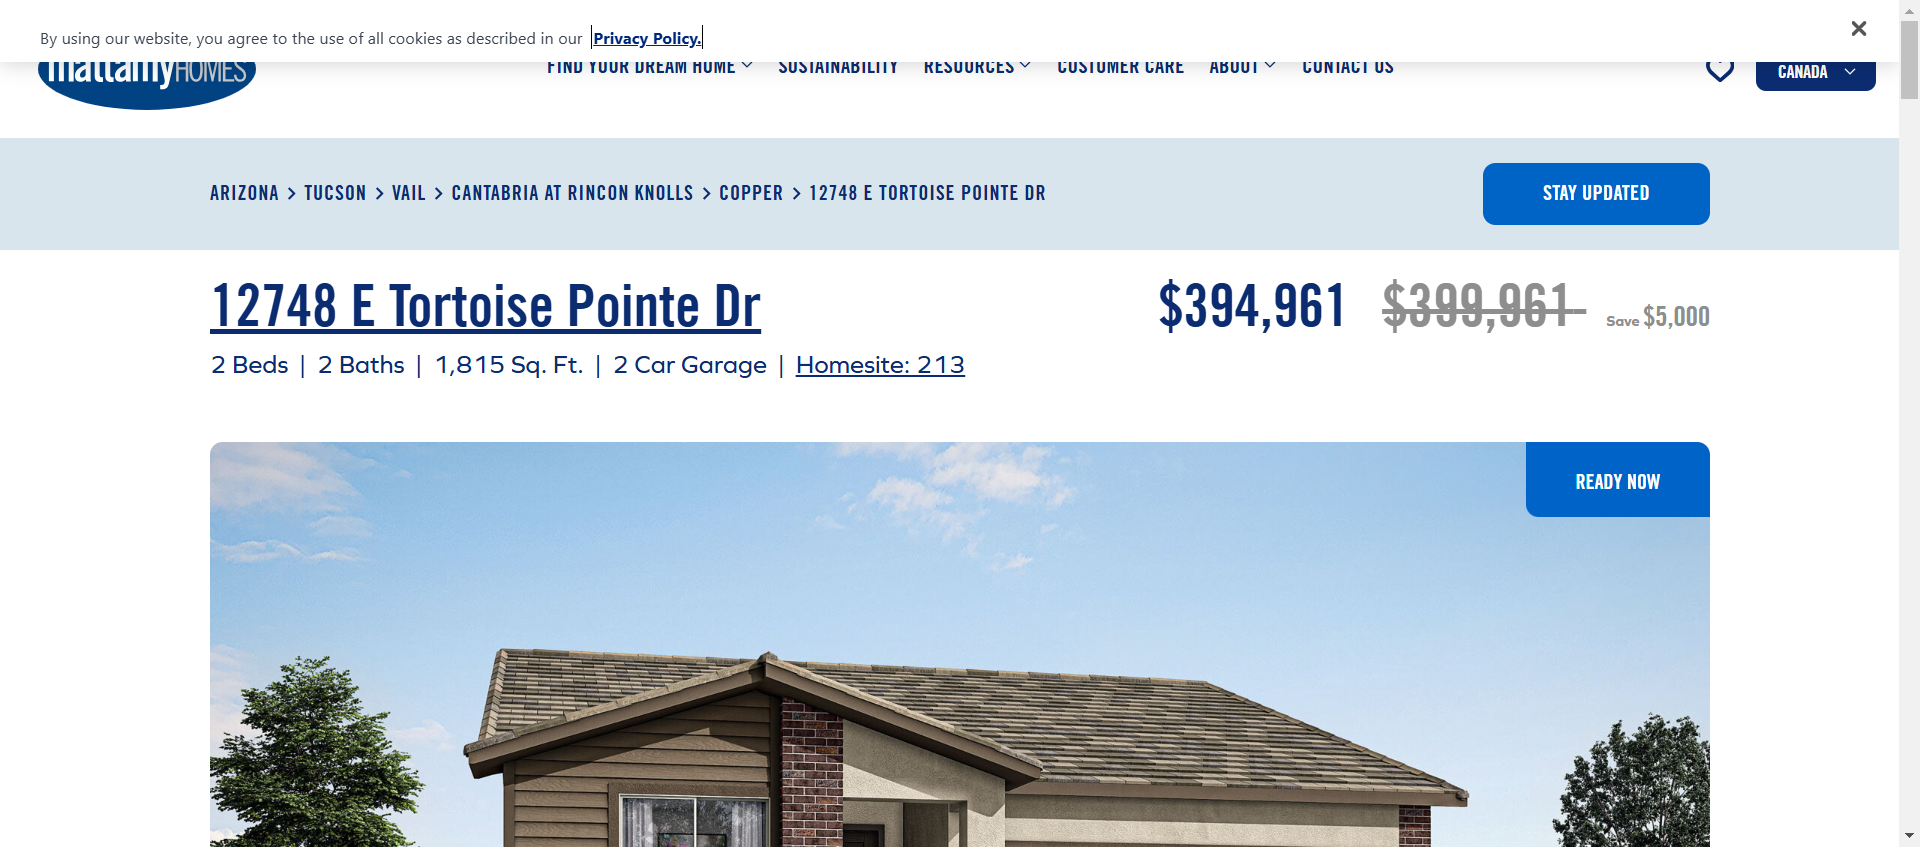 By using our website, you agree to the use of all cookies as described in our Privacy Policy.
mattamyHOMES
FIND YOUR DREAM HOME SUSTAINABILITY RESOURCES CUSTOMER CARE ABOUT CONTACT US
CANADA
ARIZONA > TUCSON > VAIL > CANTABRIA AT RINCON KNOLLS > COPPER > 12748 E TORTOISE POINTE DR
STAY UPDATED
12748 E Tortoise Pointe Dr
$394,961 $399,961 Save $5,000
2 Beds | 2 Baths | 1,815 Sq. Ft. | 2 Car Garage | Homesite: 213
READY NOW